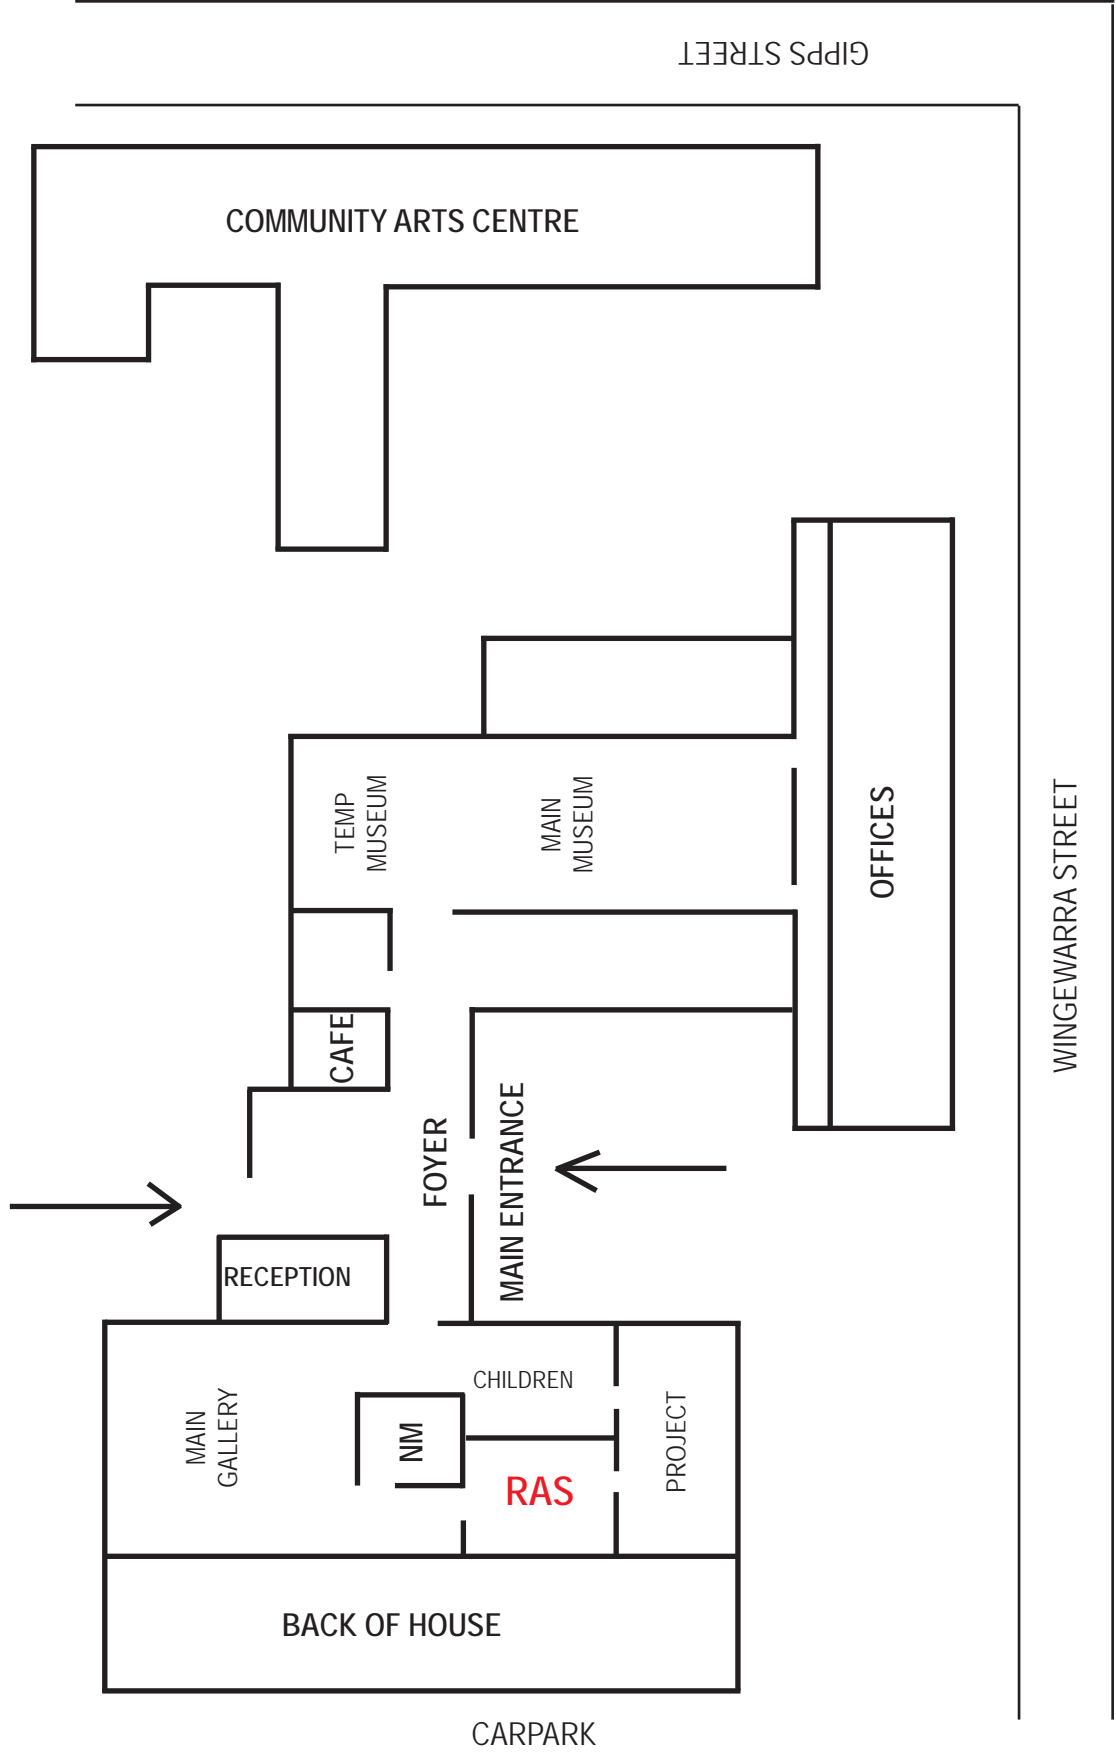 GIPPS STREET
COMMUNITY ARTS CENTRE
TEMP
MUSEUM
MAIN
MUSEUM
OFFICES
WINGEWARRA STREET
CAFE
FOYER
MAIN ENTRANCE
RECEPTION
MAIN
GALLERY
NM
CHILDREN
RAS
PROJECT
BACK OF HOUSE
CARPARK